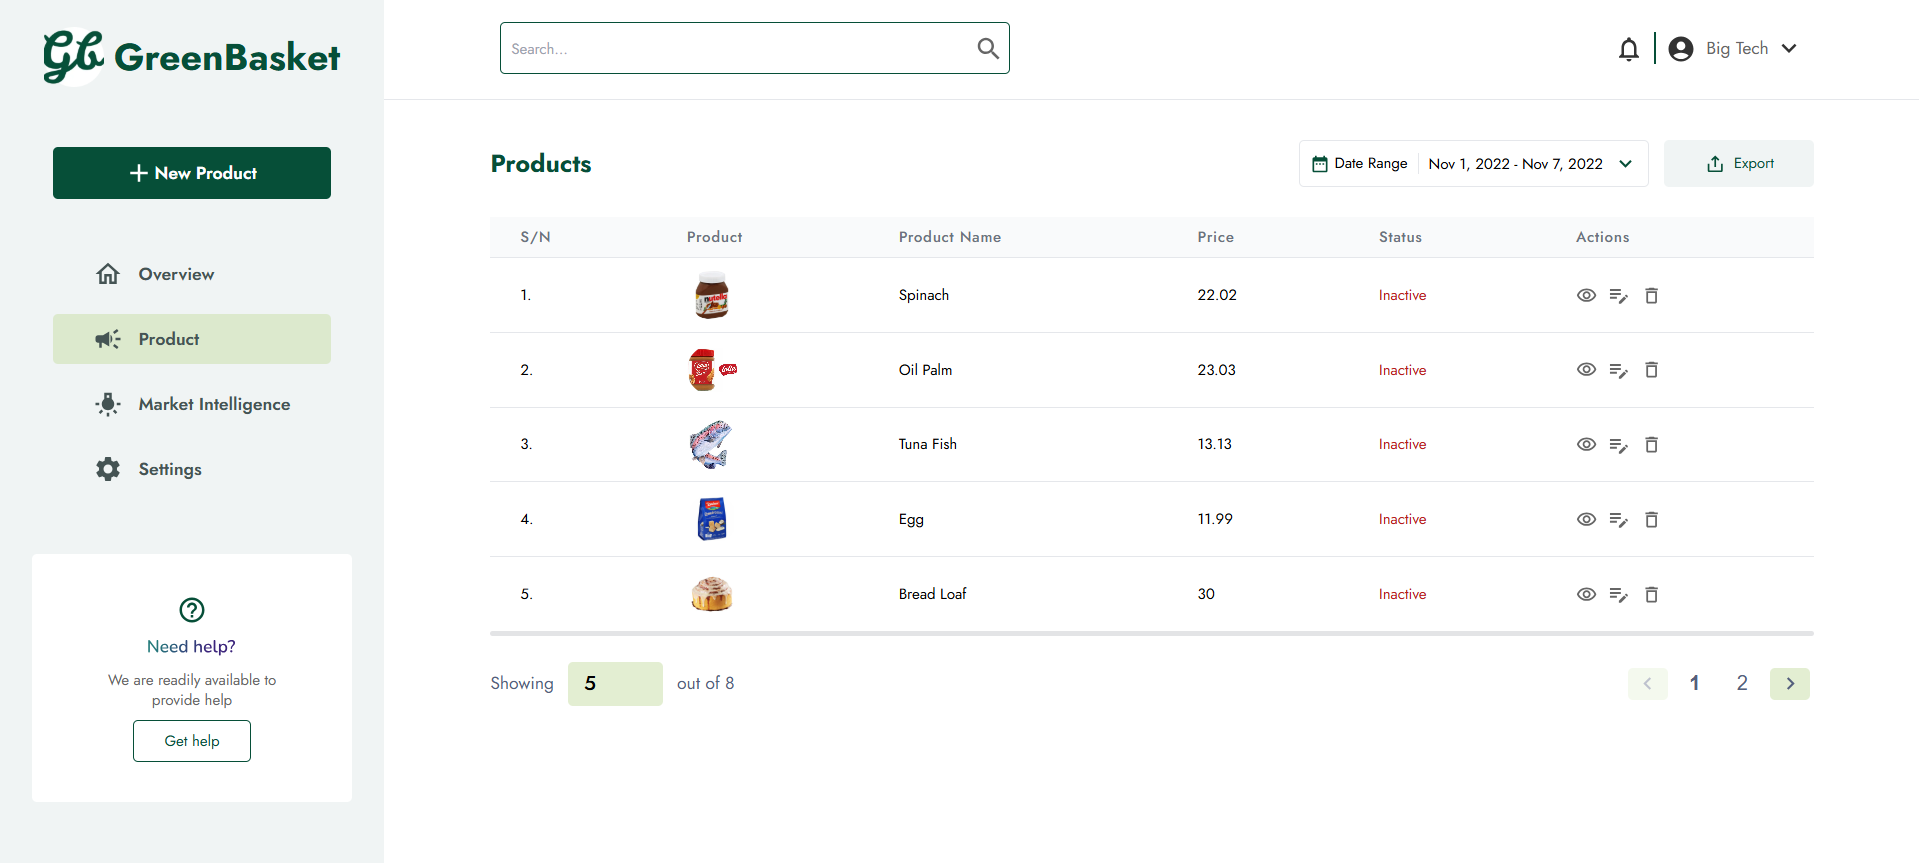 gb GreenBasket
Search...
Big Tech
New Product
Overview
Product
Market Intelligence
Settings
Need help?
We are readily available to
provide help
Get help
Products
Date Range Nov 1, 2022 - Nov 7, 2022
Export
S/N Product Product Name Price Status Actions
1. nutella Spinach 22.02 Inactive
2. Oil Palm 23.03 Inactive
3. Tuna Fish 13.13 Inactive
4. Egg 11.99 Inactive
5. Bread Loaf 30 Inactive
Showing 5 out of 8
1 2